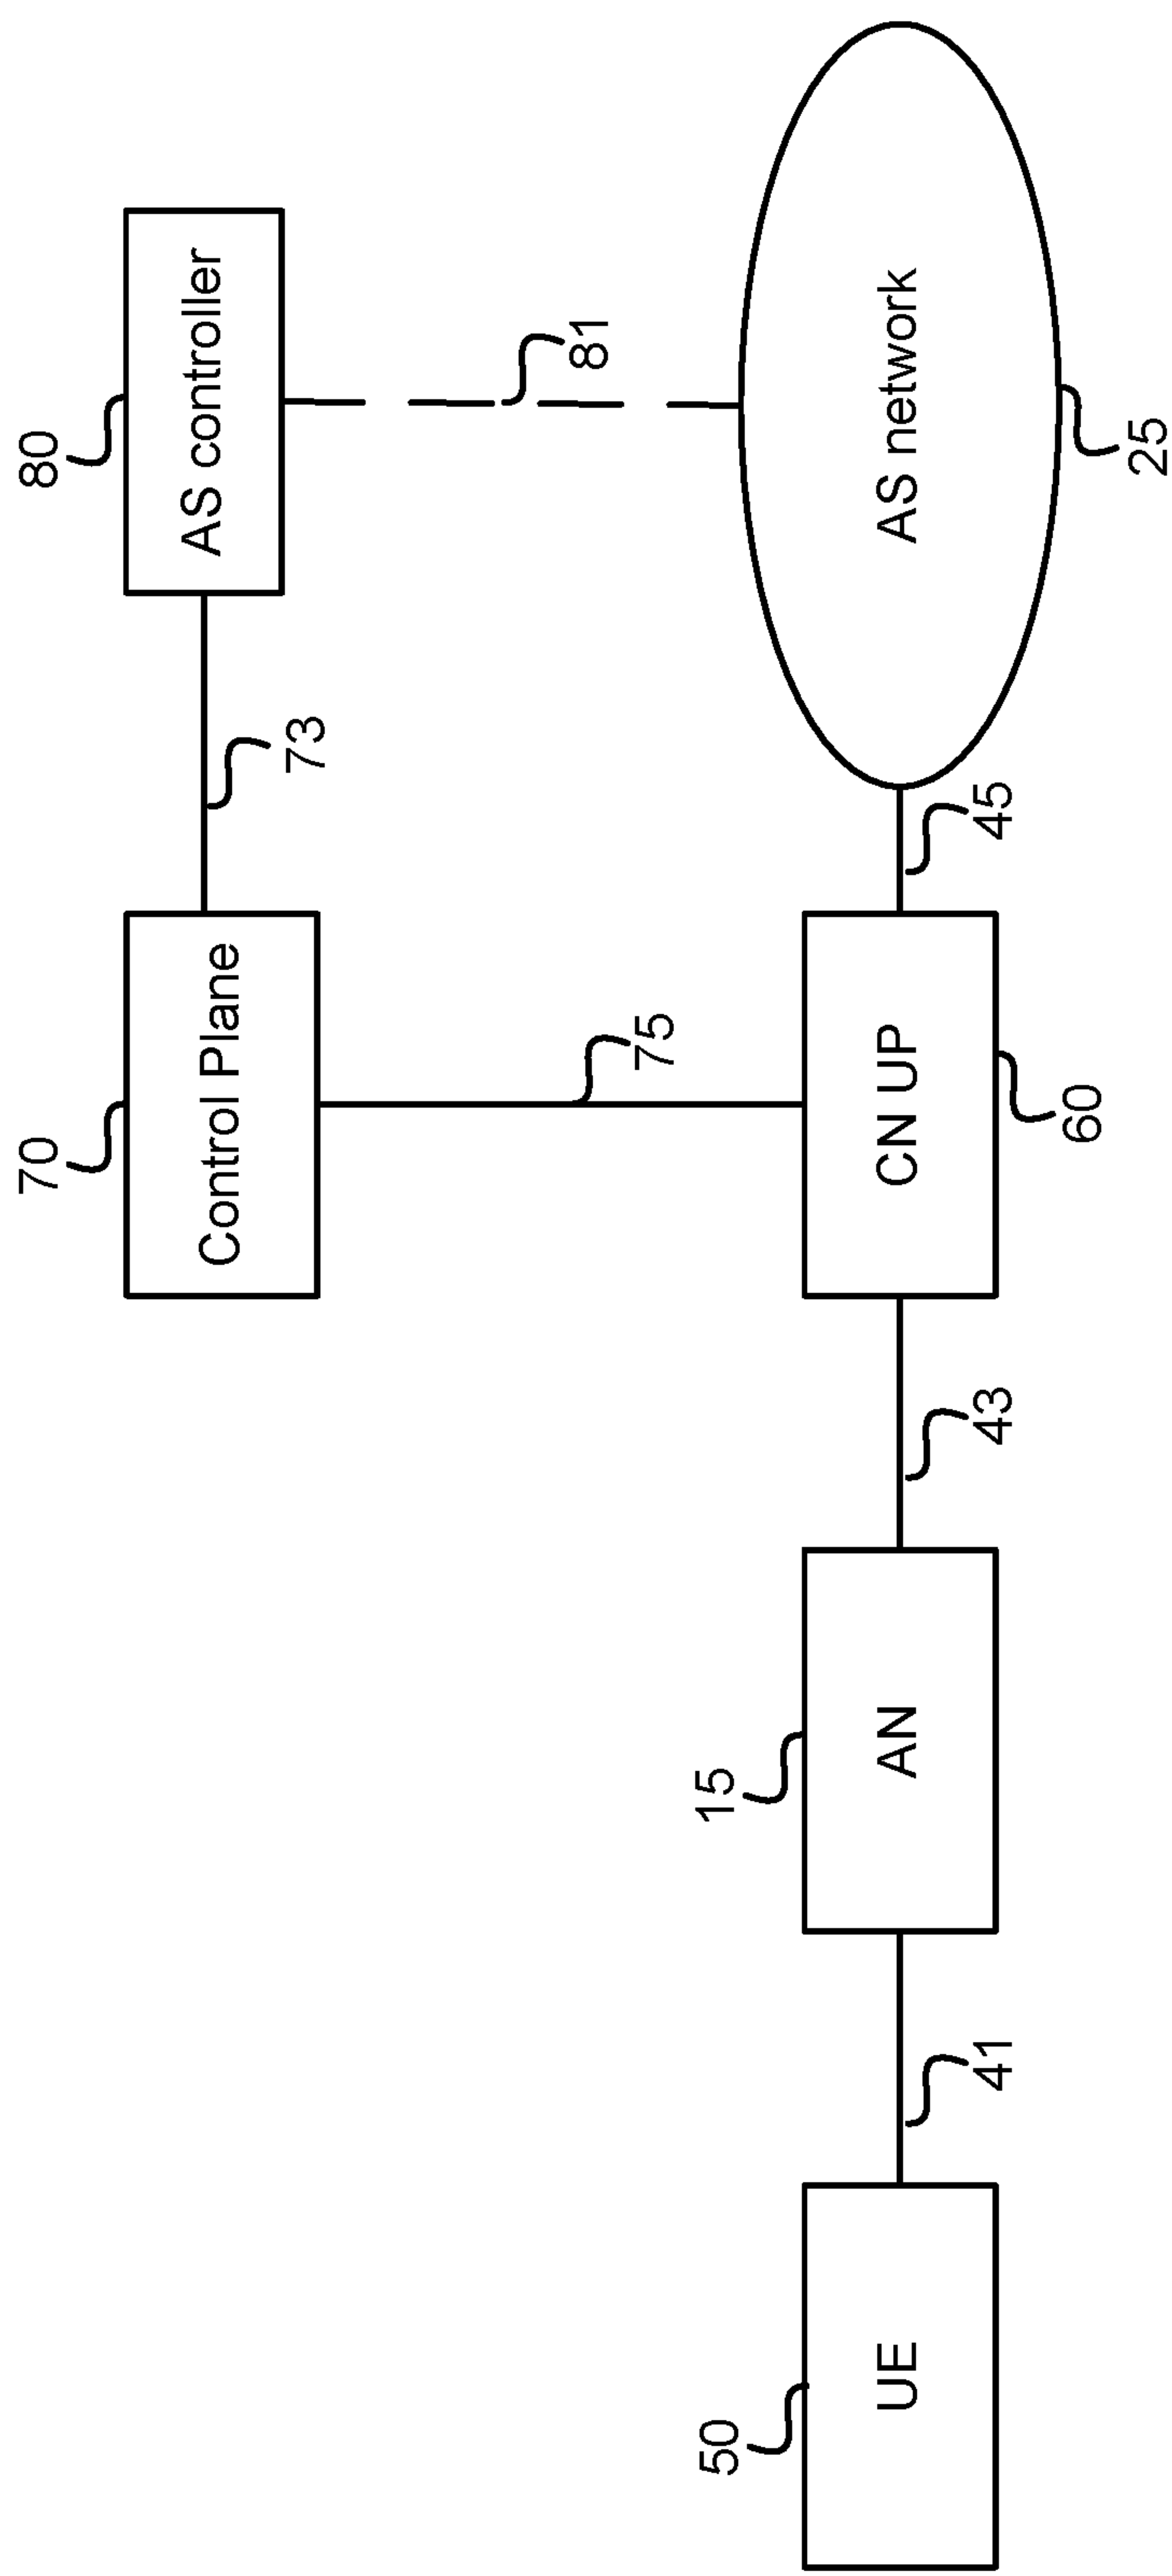 70
80
Control Plane
73
AS controller
75
81
50
15
UE
41
AN
43
CN UP
45
AS network
60
25